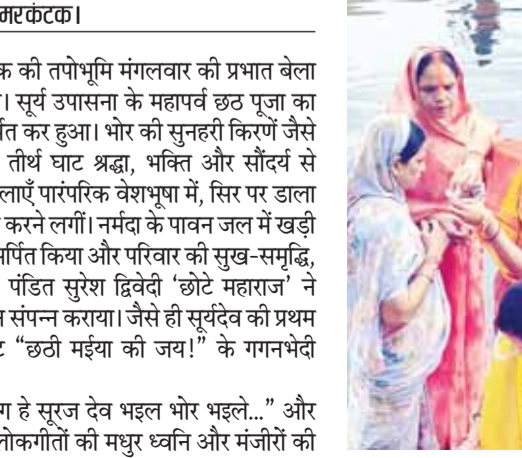 मरकंटक।
क की तपोभूमि मंगलवार की प्रभात बेला
। सूर्य उपासना के महापर्व छठ पूजा का
र्पित कर हुआ। भोर की सुनहरी किरणें जैसे
तीर्थ घाट श्रद्धा, भक्ति और सौंदर्य से
लाएँ पारंपरिक वेशभूषा में, सिर पर डाला
करने लगीं। नर्मदा के पावन जल में खड़ी
अर्पित किया और परिवार की सुख-समृद्धि,
पंडित सुरेश द्विवेदी ‘छोटे महाराज’ ने
संपन्न कराया। जैसे ही सूर्यदेव की प्रथम
“छठी मईया की जय!” के गगनभेदी
ग हे सूरज देव भइल भोर भइले...” और
लोकगीतों की मधुर ध्वनि और मंजीरों की